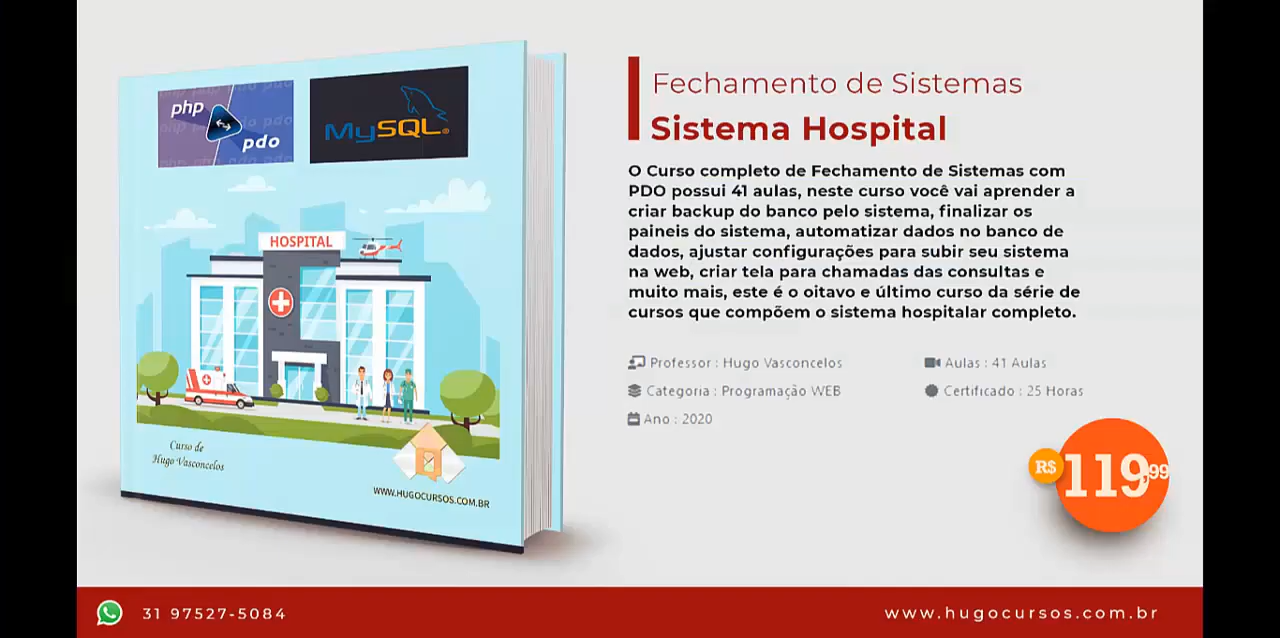 php
pdo
MySQL®
HOSPITAL
Curso de
Hugo Vasconcelos
WWW.HUGOCURSOS.COM.BR
Fechamento de Sistemas
Sistema Hospital
O Curso completo de Fechamento de Sistemas com
PDO possui 41 aulas, neste curso você vai aprender a
criar backup do banco pelo sistema, finalizar os
paineis do sistema, automatizar dados no banco de
dados, ajustar configurações para subir seu sistema
na web, criar tela para chamadas das consultas e
muito mais, este é o oitavo e último curso da série de
cursos que compõem o sistema hospitalar completo.
Professor : Hugo Vasconcelos
Aulas : 41 Aulas
Categoria : Programação WEB
Certificado : 25 Horas
Ano : 2020
R$ 119,99
31 97527-5084
www.hugocursos.com.br